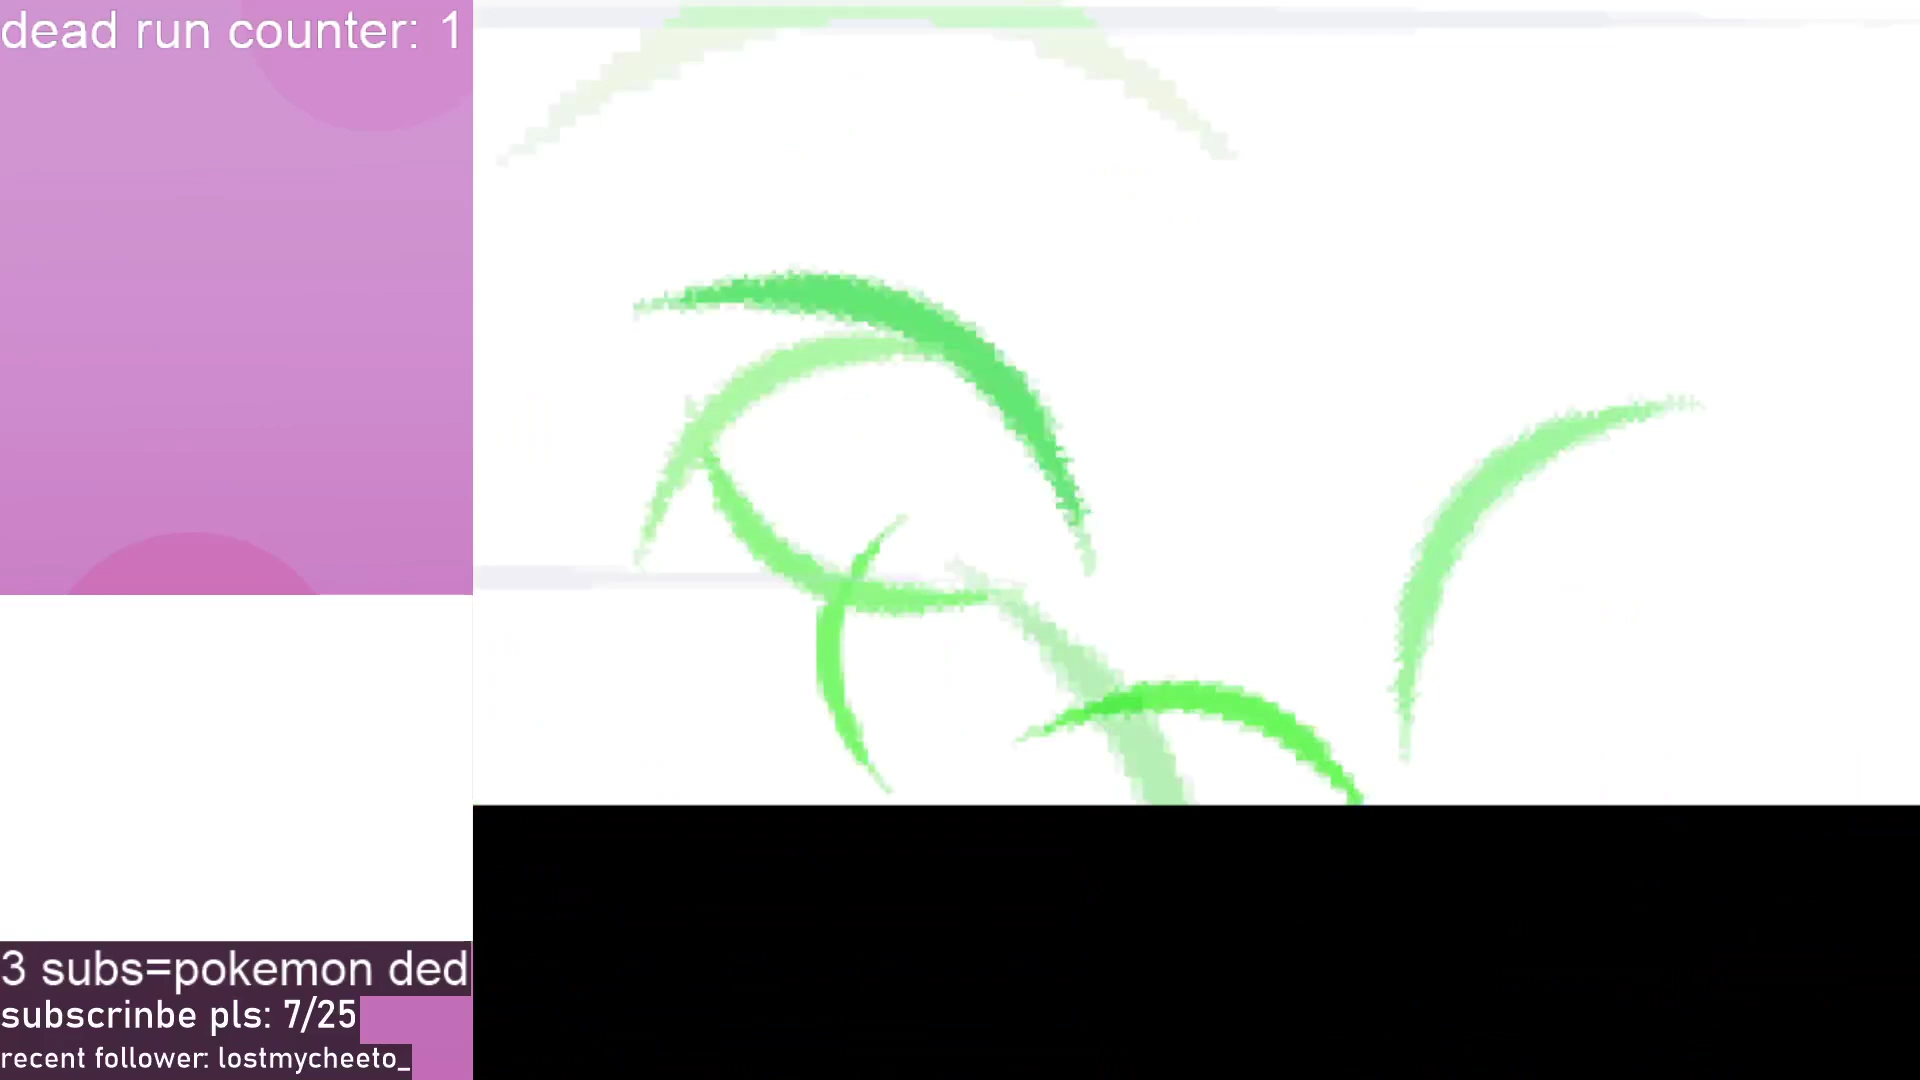 dead run counter: 1
3 subs=pokemon ded
subscrinbe pls: 7/25
recent follower: lostmycheeto_